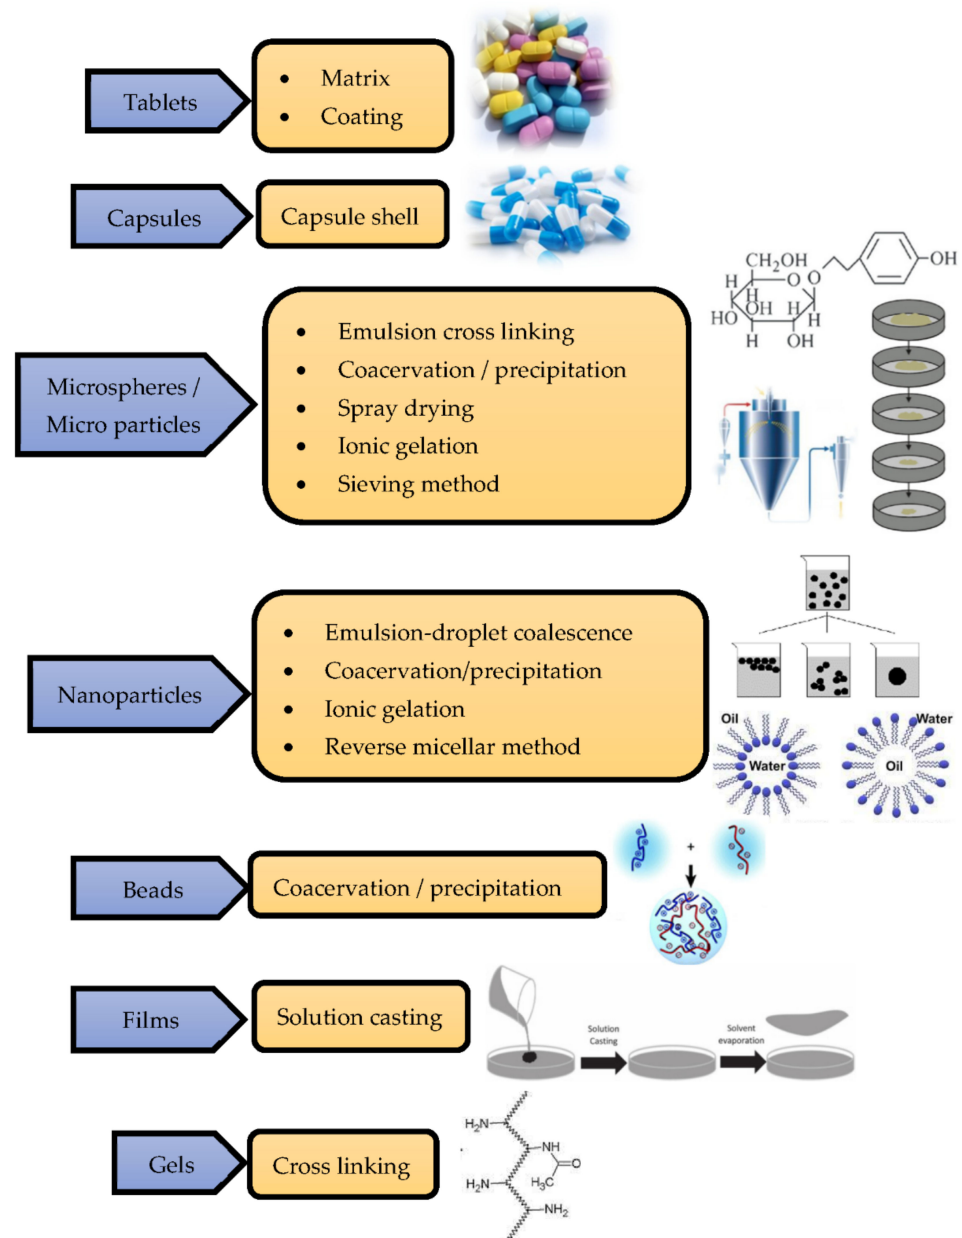 Tablets
• Matrix
• Coating
Capsules
Capsule shell
Microspheres /
Micro particles
• Emulsion cross linking
• Coacervation / precipitation
• Spray drying
• Ionic gelation
• Sieving method
CH₂OH
O
O
OH
H
H
H
OH
H
H
HO
H
OH
Nanoparticles
• Emulsion-droplet coalescence
• Coacervation/precipitation
• Ionic gelation
• Reverse micellar method
Oil
Water
Water
Oil
Beads
Coacervation / precipitation
+
Films
Solution casting
Solution
Casting
Solvent
evaporation
Gels
Cross linking
H₂N
NH
O
H₃C
H₂N
NH₂